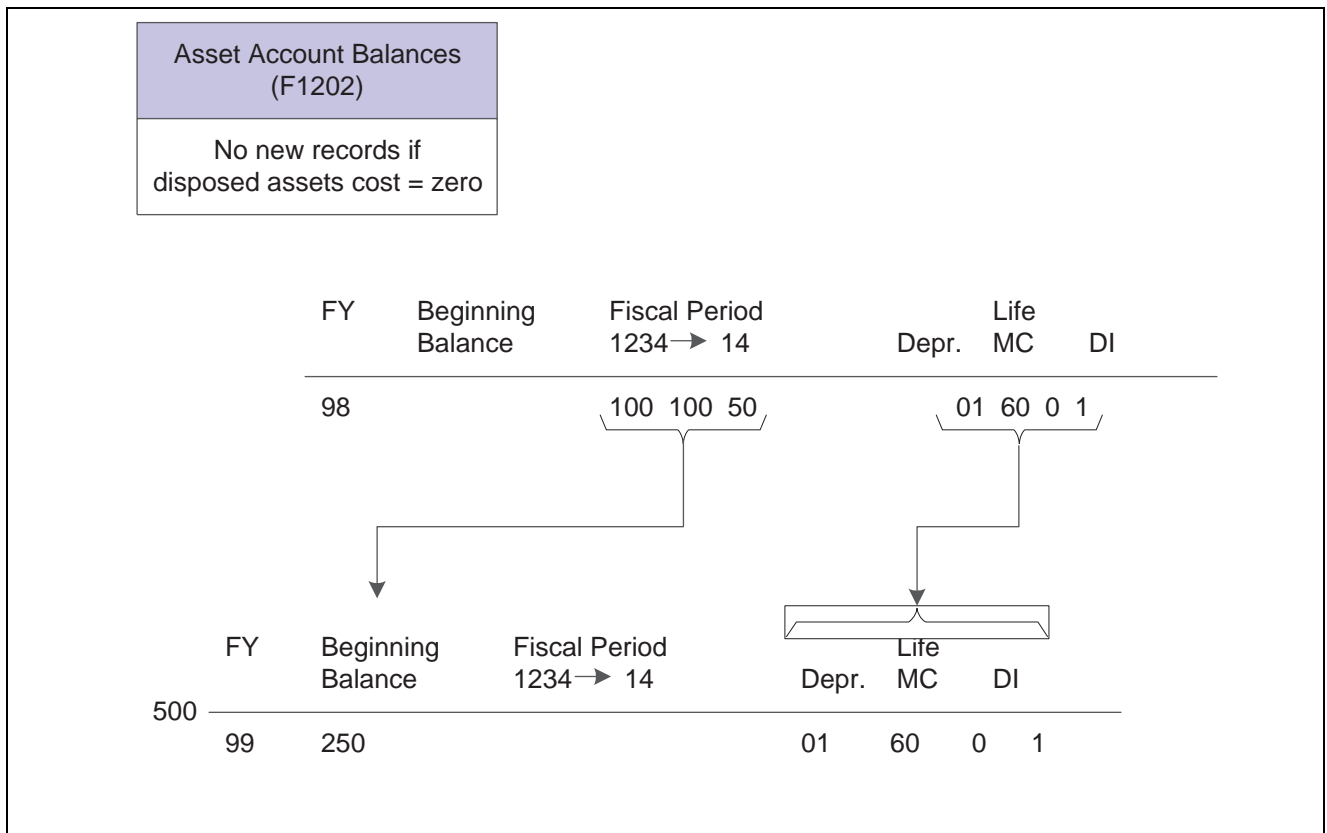 Asset Account Balances
(F1202)
No new records if
disposed assets cost = zero
FY Beginning Fiscal Period Life
Balance 1234 14 Depr. MC DI
98 100 100 50 01 60 0 1
FY Beginning Fiscal Period Life
Balance 1234 14 Depr. MC DI
500
99 250 01 60 0 1